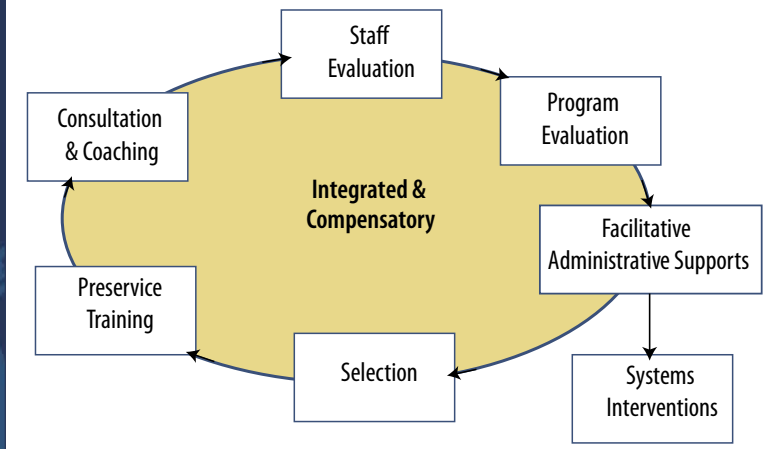 Staff
Evaluation
Program
Evaluation
Consultation
& Coaching
Integrated &
Compensatory
Facilitative
Administrative Supports
Preservice
Training
Selection
Systems
Interventions